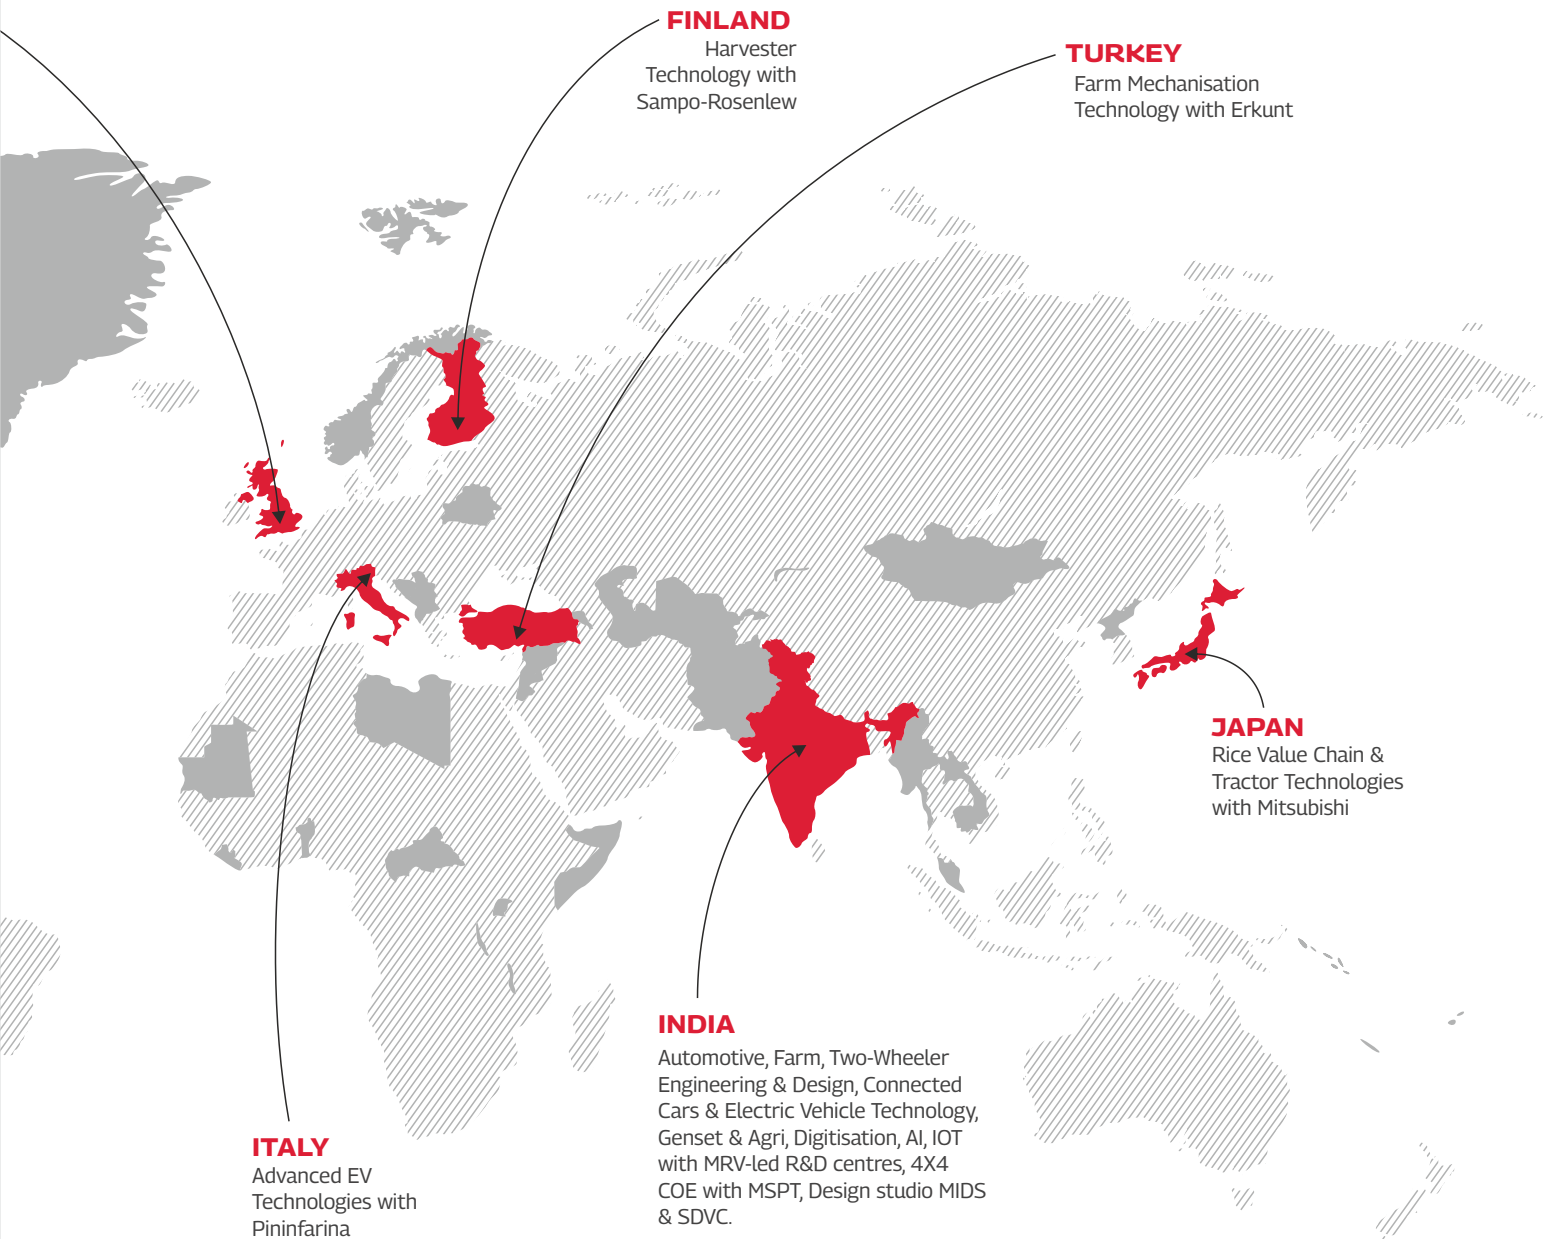 FINLAND
Harvester
Technology with
Sampo-Rosenlew
TURKEY
Farm Mechanisation
Technology with Erkunt
JAPAN
Rice Value Chain &
Tractor Technologies
with Mitsubishi
INDIA
Automotive, Farm, Two-Wheeler
Engineering & Design, Connected
Cars & Electric Vehicle Technology,
Genset & Agri, Digitisation, AI, IOT
with MRV-led R&D centres, 4X4
COE with MSPT, Design studio MIDS
& SDVC.
ITALY
Advanced EV
Technologies with
Pininfarina